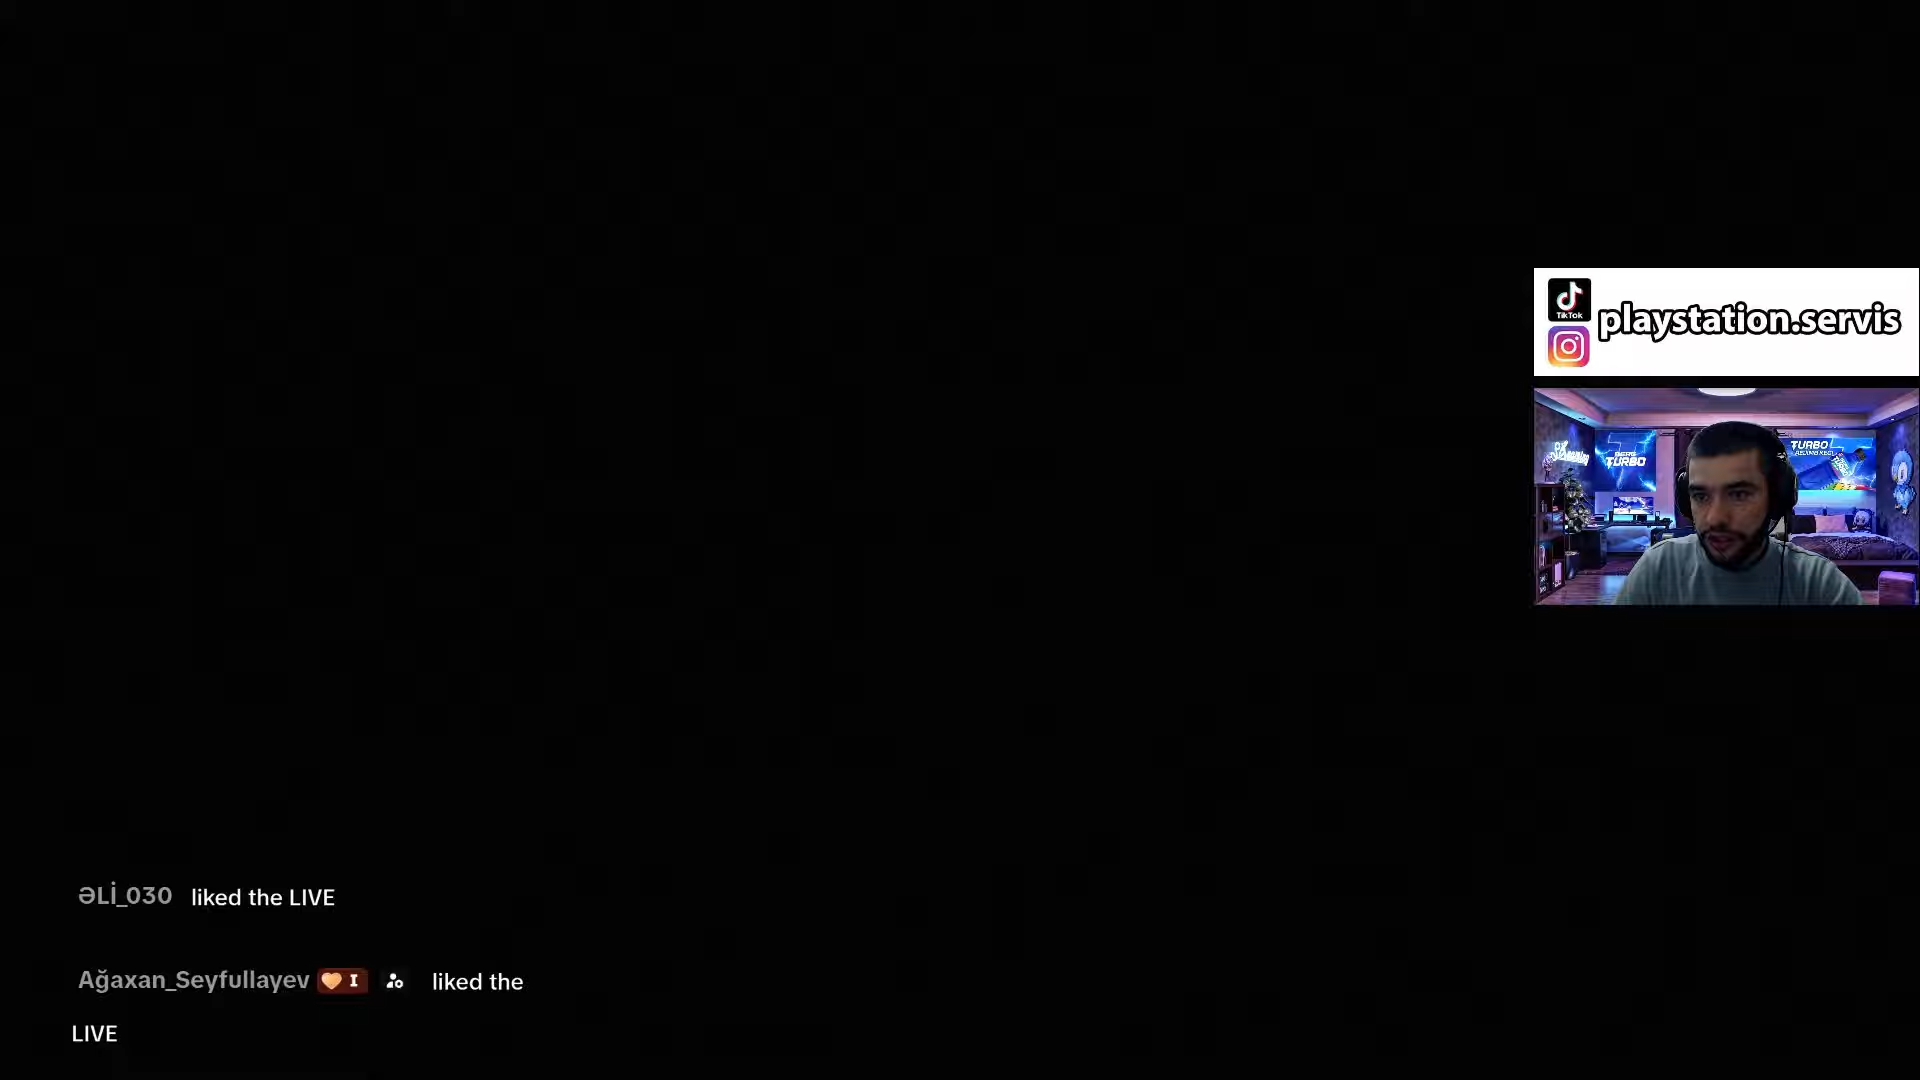 TikTok
playstation.servis
TURBO
TURBO
ƏLİ_030 liked the LIVE
Ağaxan_Seyfullayev I liked the
LIVE